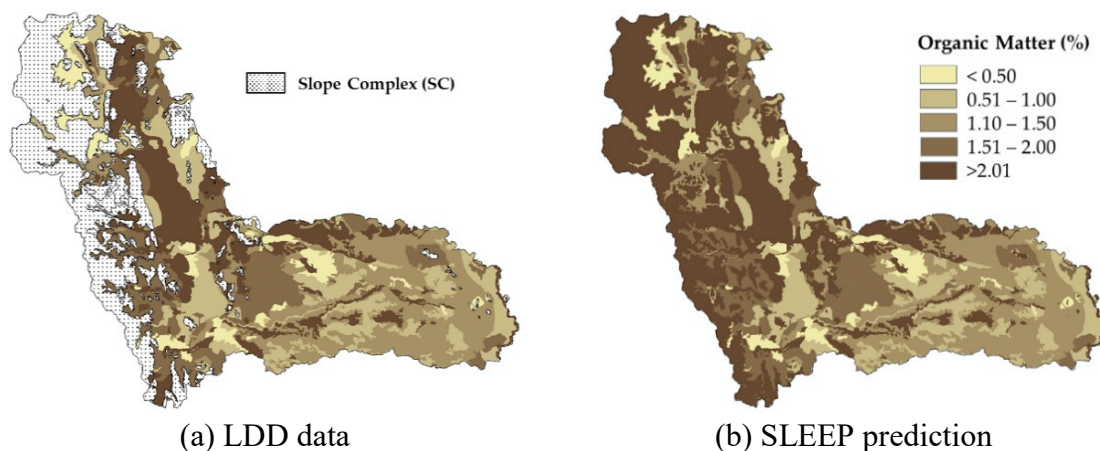 Slope Complex (SC)
Organic Matter (%)
< 0.50
0.51 – 1.00
1.10 – 1.50
1.51 – 2.00
>2.01
(a) LDD data
(b) SLEEP prediction